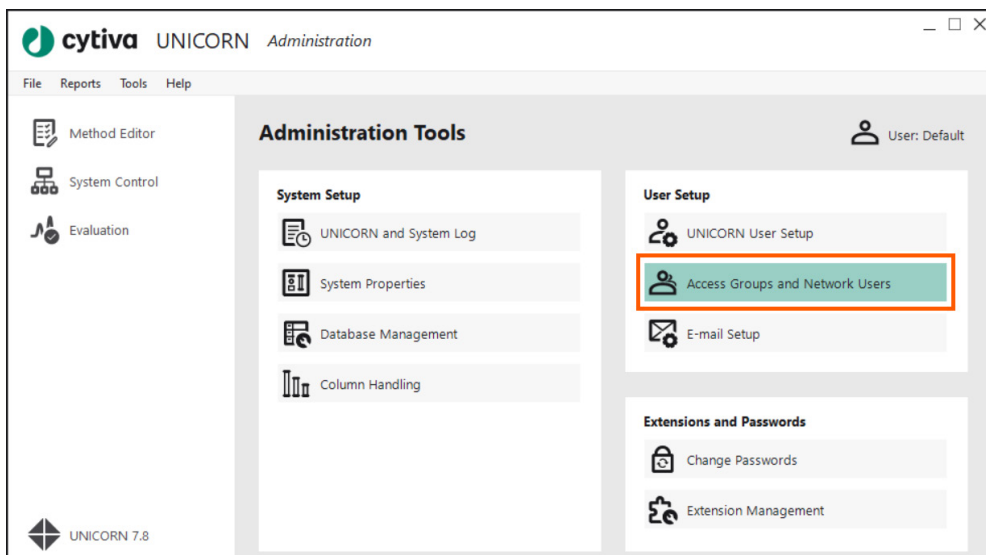 cytiva UNICORN Administration
File Reports Tools Help
Method Editor
System Control
Evaluation
UNICORN 7.8
Administration Tools
User: Default
System Setup
UNICORN and System Log
System Properties
Database Management
Column Handling
User Setup
UNICORN User Setup
Access Groups and Network Users
E-mail Setup
Extensions and Passwords
Change Passwords
Extension Management